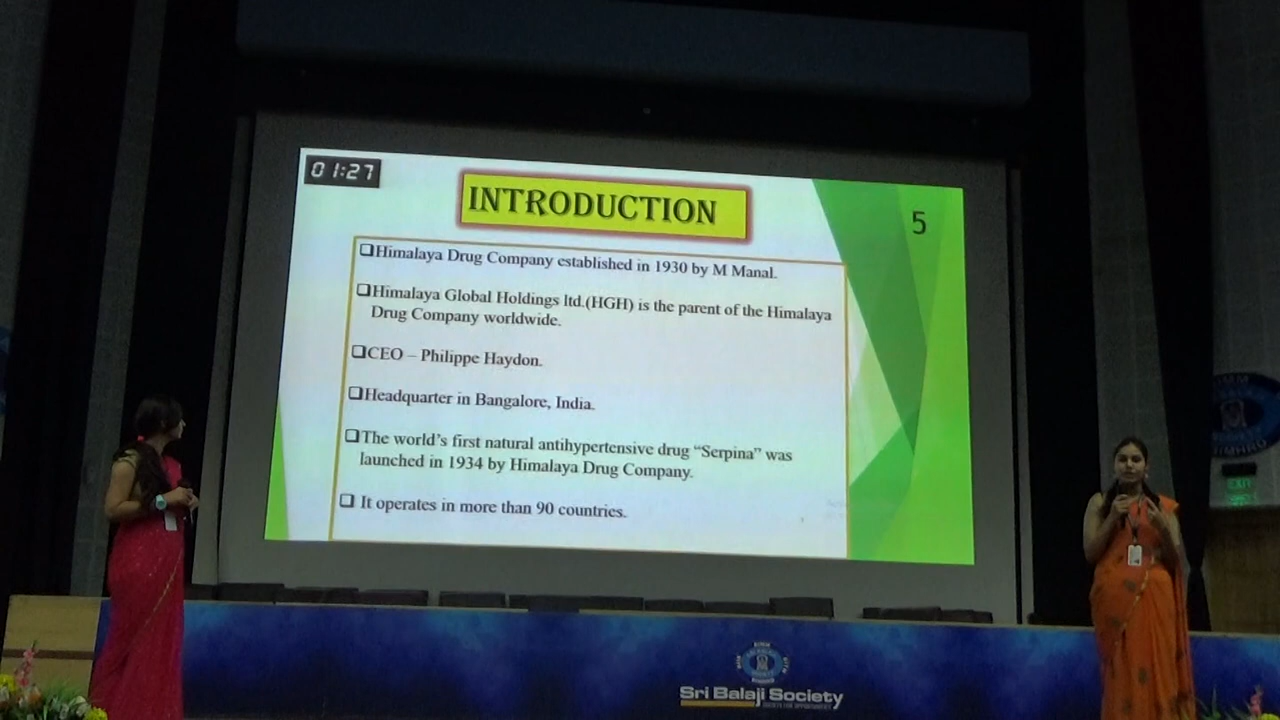 01:27
INTRODUCTION
5
❑Himalaya Drug Company established in 1930 by M Manal.
❑Himalaya Global Holdings ltd.(HGH) is the parent of the Himalaya
Drug Company worldwide.
❑CEO – Philippe Haydon.
❑Headquarter in Bangalore, India.
❑The world's first natural antihypertensive drug “Serpina” was
launched in 1934 by Himalaya Drug Company.
❑ It operates in more than 90 countries.
EXIT
Sri Balaji Society